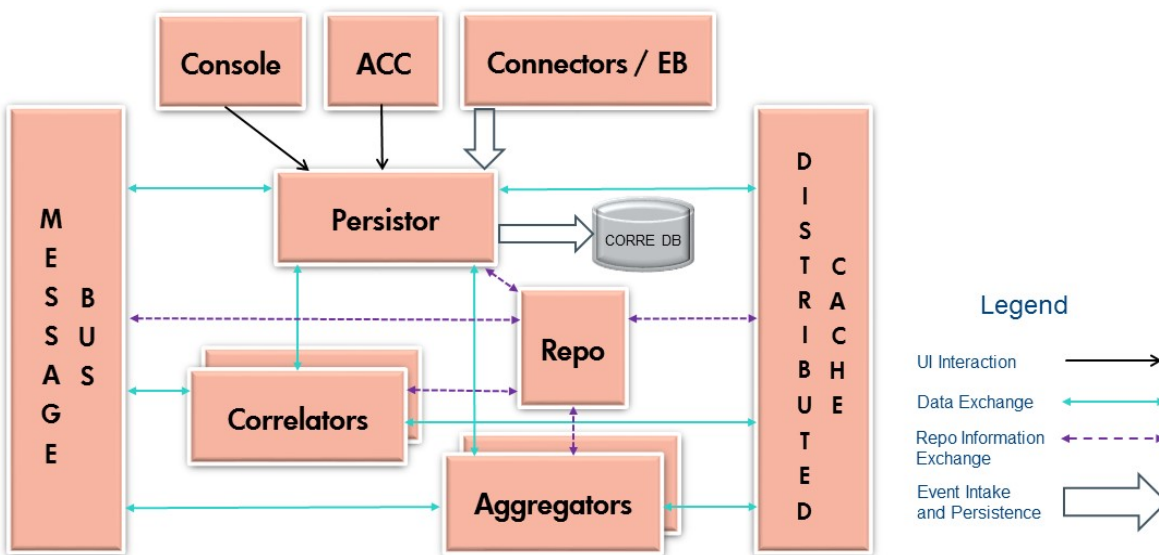 Console
ACC
Connectors / EB
MESSAGE
BUS
Persistor
CORRE DB
DISTRIBUTED
CACHE
Repo
Correlators
Aggregators
Legend
UI Interaction
Data Exchange
Repo Information
Exchange
Event Intake
and Persistence